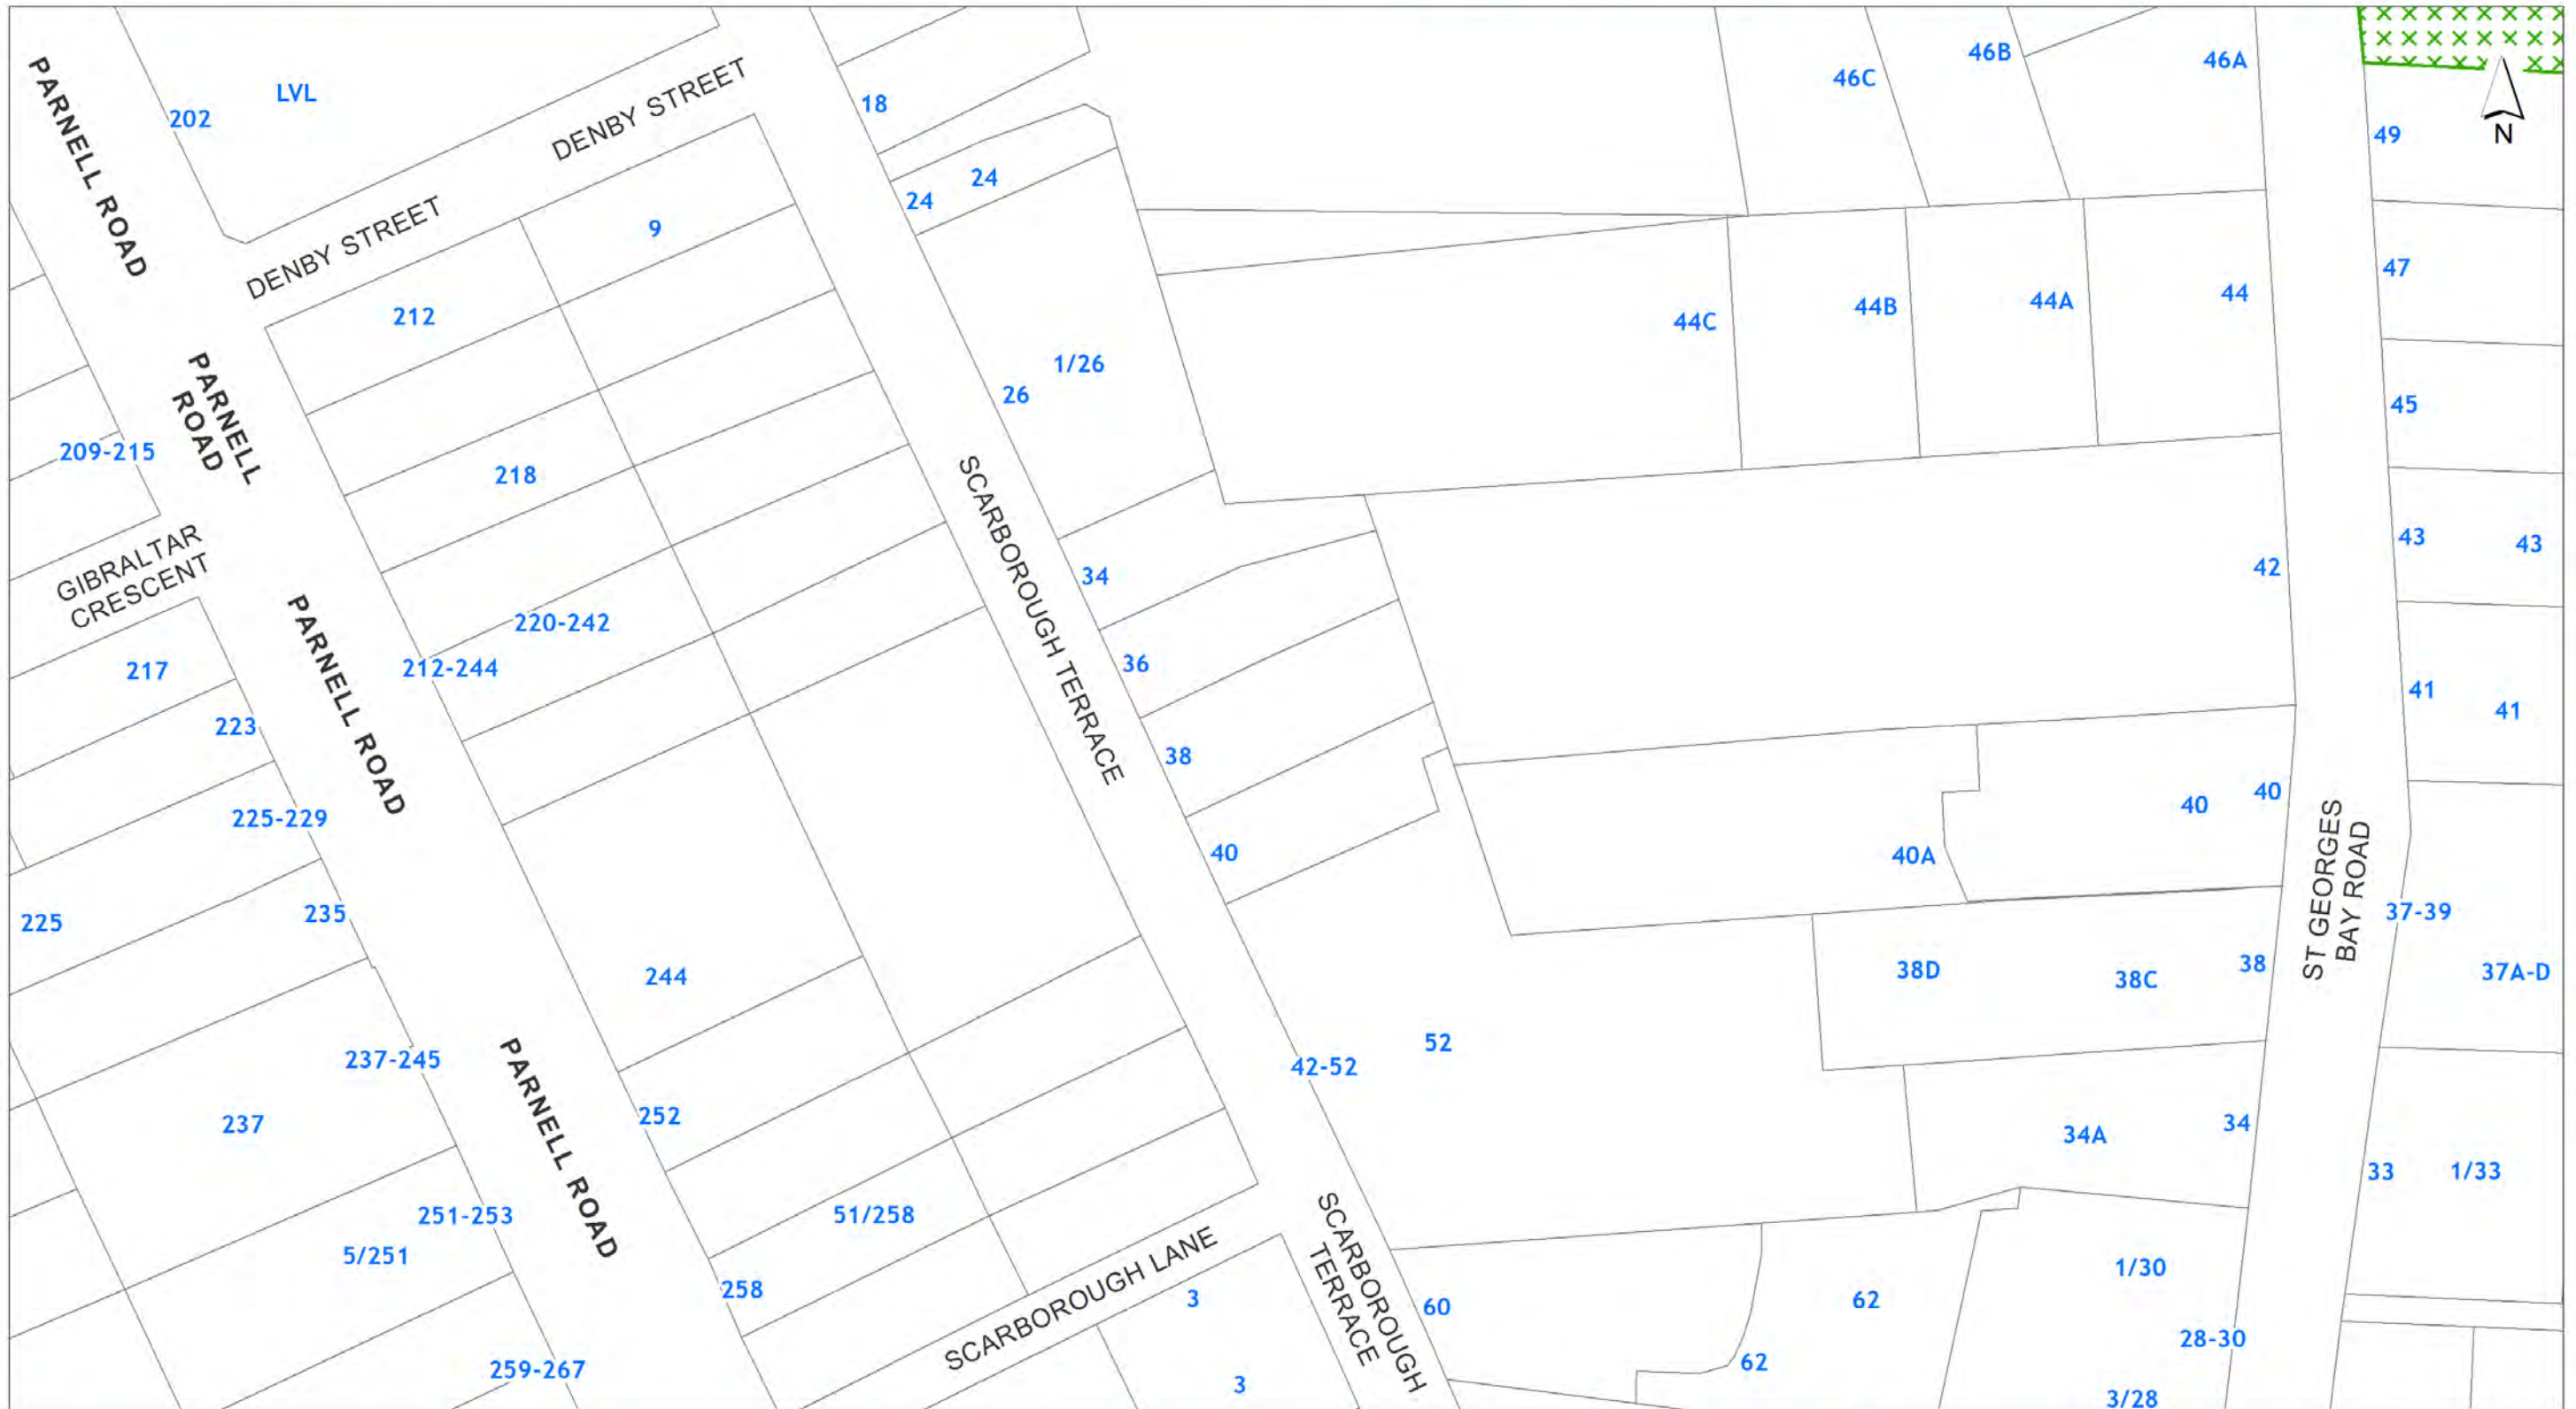 PARNELL ROAD
202
LVL
DENBY STREET
DENBY STREET
18
24
24
46C
46B
46A
49
N
9
212
209-215
PARNELL
ROAD
218
1/26
26
44C
44B
44A
44
47
45
SCARBOROUGH TERRACE
34
36
38
40
42
43
43
41
41
GIBRALTAR
CRESCENT
217
223
225-229
225
235
PARNELL ROAD
220-242
212-244
244
40A
40
40
ST GEORGES
BAY ROAD
37-39
37A-D
38D
38C
38
42-52
52
237-245
237
PARNELL ROAD
252
34A
34
33
1/33
251-253
5/251
51/258
258
259-267
SCARBOROUGH LANE
3
3
SCARBOROUGH
TERRACE
60
62
62
1/30
28-30
3/28